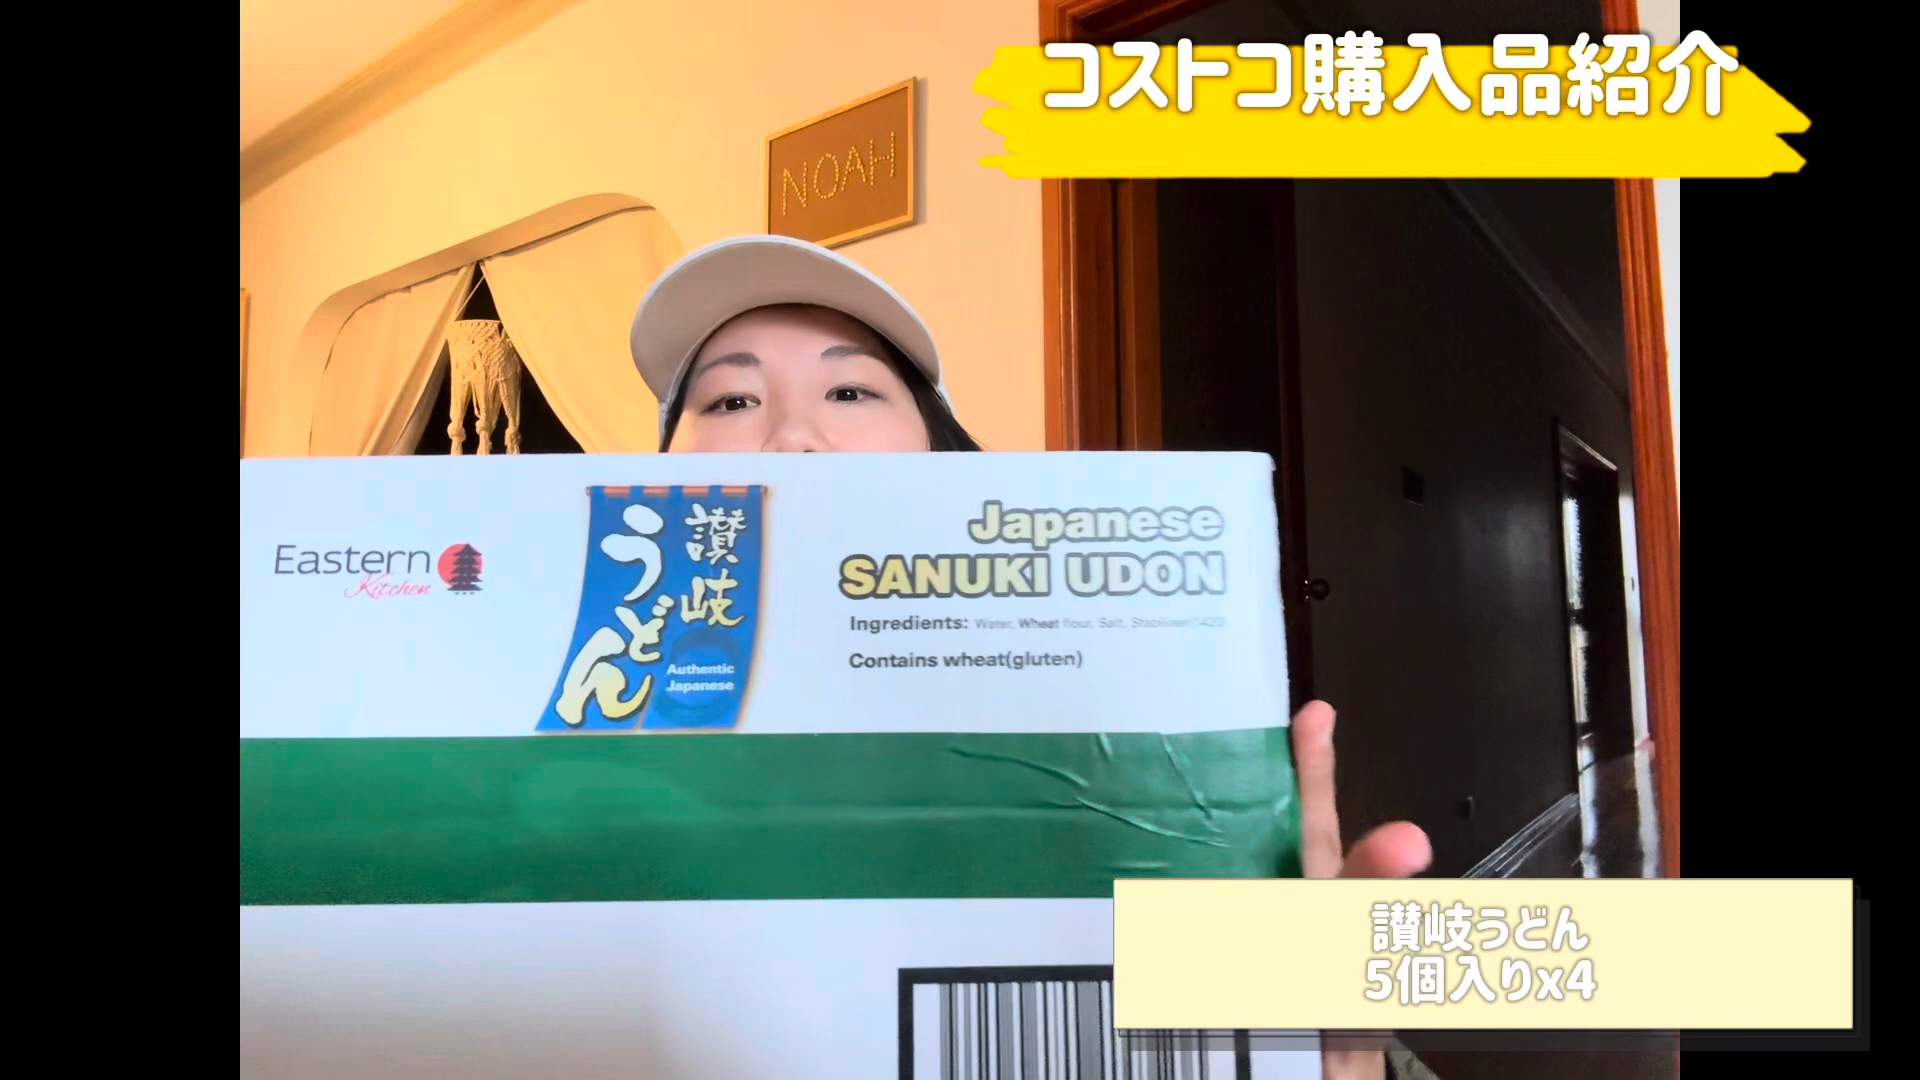 コストコ購入品紹介
NOAH
Eastern
Kitchen
讃岐
うどん
Authentic
Japanese
Japanese
SANUKI UDON
Ingredients: Water, Wheat flour, Salt, Stabiliser(1420)
Contains wheat(gluten)
讃岐うどん
5個入りx4